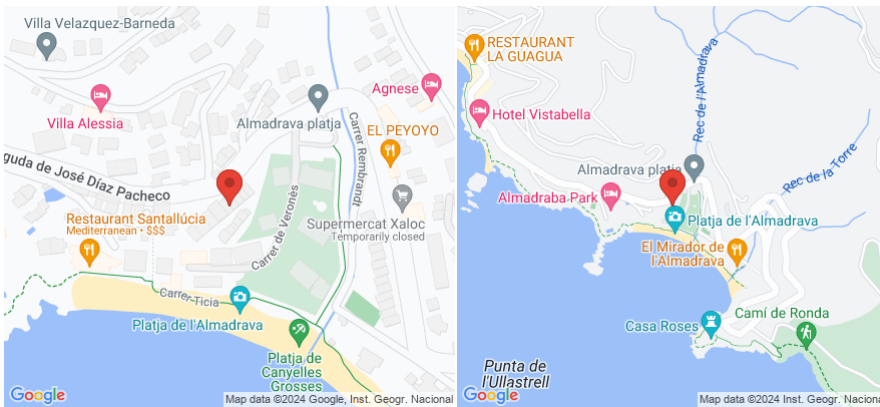 Villa Velazquez-Barneda
Villa Alessia
Agnese
Almadrava platja
EL PEYOYO
Carrer Rembrandt
guda de José Díaz Pacheco
Restaurant Santallúcia
Mediterranean • $$$
Carrer de Veronès
Supermercat Xaloc
Temporarily closed
Carrer Ticia
Platja de l'Almadrava
Platja de
Canyelles
Grosses
Google
Map data ©2024 Google, Inst. Geogr. Nacional
RESTAURANT
LA GUAGUA
Hotel Vistabella
Rec de l'Almadrava
Almadrava platja
Rec de la Torre
Almadraba Park
Platja de l'Almadrava
El Mirador de
l'Almadrava
Casa Roses
Camí de Ronda
Punta de
l'Ullastrell
Google
Map data ©2024 Google, Inst. Geogr. Nacional